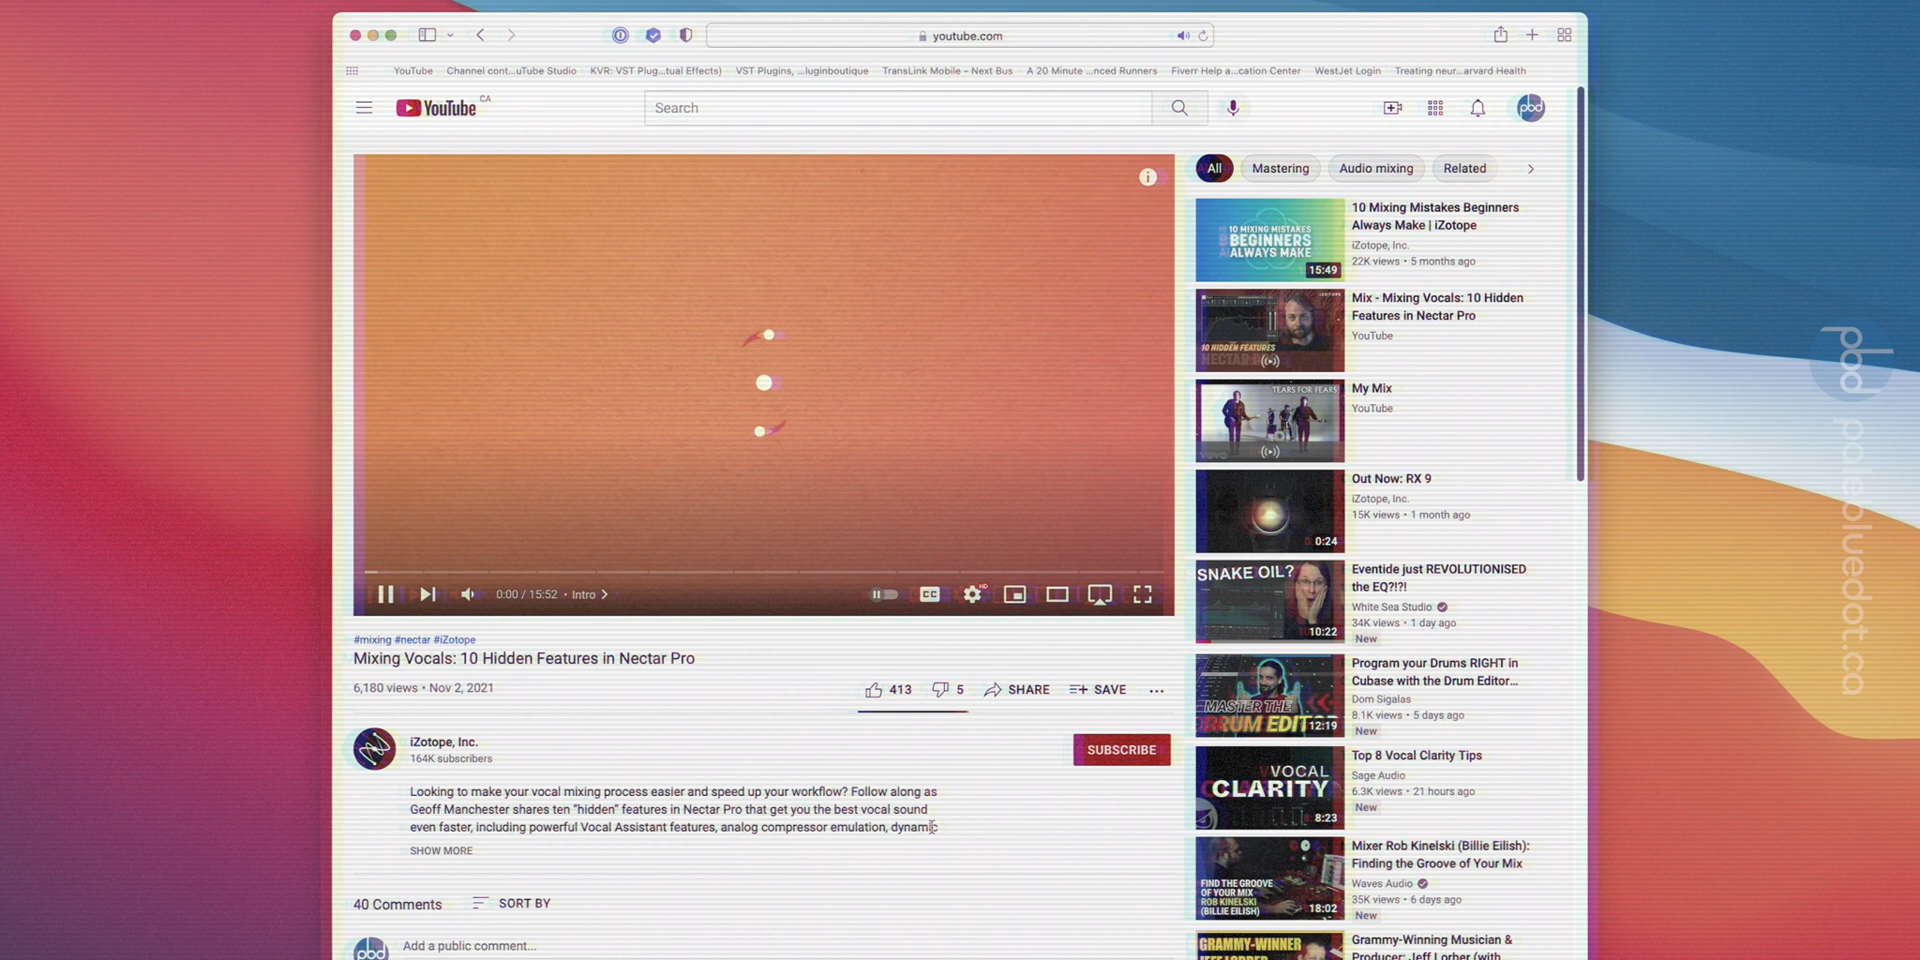 youtube.com
YouTube
Channel cont...uTube Studio
KVR: VST Plug...tual Effects)
VST Plugins, ...luginboutique
TransLink Mobile - Next Bus
A 20 Minute ...nced Runners
Fiverr Help a...cation Center
WestJet Login
Treating neur...arvard Health
YouTube CA
Search
pbd
All
Mastering
Audio mixing
Related
10 MIXING MISTAKES
BEGINNERS
ALWAYS MAKE
15:49
10 Mixing Mistakes Beginners
Always Make | iZotope
iZotope, Inc.
22K views • 5 months ago
10 HIDDEN FEATURES
Mix - Mixing Vocals: 10 Hidden
Features in Nectar Pro
YouTube
TEARS FOR FEARS
vevo
My Mix
YouTube
0:24
Out Now: RX 9
iZotope, Inc.
15K views • 1 month ago
SNAKE OIL?
10:22
Eventide just REVOLUTIONISED
the EQ?!?!
White Sea Studio
34K views • 1 day ago
New
MASTER THE
DRUM EDITOR
12:19
Program your Drums RIGHT in
Cubase with the Drum Editor...
Dom Sigalas
8.1K views • 5 days ago
New
VOCAL
CLARITY
8:23
Top 8 Vocal Clarity Tips
Sage Audio
6.3K views • 21 hours ago
New
FIND THE GROOVE
OF YOUR MIX
ROB KINELSKI
(BILLIE EILISH)
18:02
Mixer Rob Kinelski (Billie Eilish):
Finding the Groove of Your Mix
Waves Audio
35K views • 6 days ago
New
GRAMMY-WINNER
JEFF LORBER
Grammy-Winning Musician &
Producer: Jeff Lorber (with
0:00 / 15:52 • Intro
CC
HD
#mixing #nectar #iZotope
Mixing Vocals: 10 Hidden Features in Nectar Pro
6,180 views • Nov 2, 2021
413
5
SHARE
SAVE
iZotope, Inc.
164K subscribers
SUBSCRIBE
Looking to make your vocal mixing process easier and speed up your workflow? Follow along as
Geoff Manchester shares ten "hidden" features in Nectar Pro that get you the best vocal sound
even faster, including powerful Vocal Assistant features, analog compressor emulation, dynamic
SHOW MORE
40 Comments
SORT BY
pbd
Add a public comment...
pbd palebluedot.ca